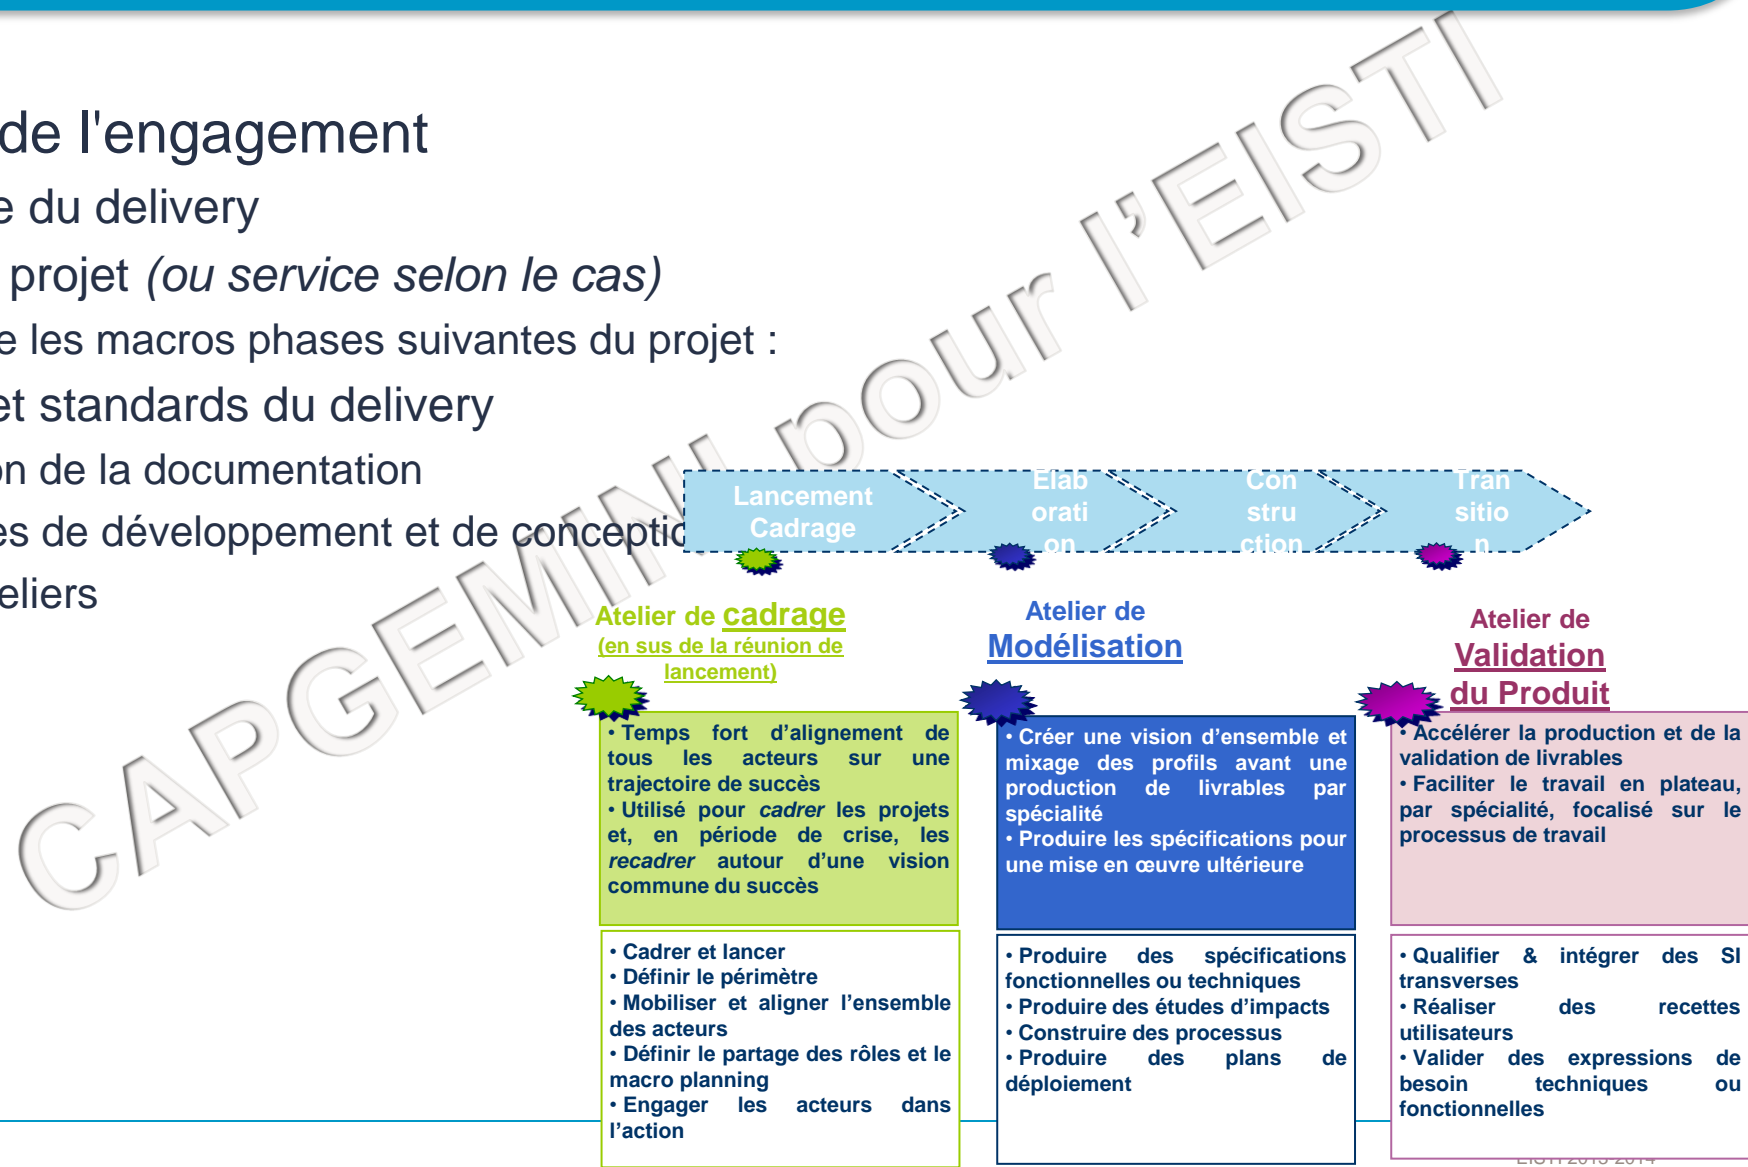 de l'engagement
e du delivery
projet (ou service selon le cas)
e les macros phases suivantes du projet :
et standards du delivery
on de la documentation
es de développement et de conceptio
eliers
CAPGEMINI pour l’EISTI
Lancement
Cadrage
Elab
orati
on
Con
stru
ction
Tran
sitio
n
Atelier de cadrage
(en sus de la réunion de
lancement)
• Temps fort d’alignement de
tous les acteurs sur une
trajectoire de succès
• Utilisé pour cadrer les projets
et, en période de crise, les
recadrer autour d’une vision
commune du succès
• Cadrer et lancer
• Définir le périmètre
• Mobiliser et aligner l’ensemble
des acteurs
• Définir le partage des rôles et le
macro planning
• Engager les acteurs dans
l’action
Atelier de
Modélisation
• Créer une vision d’ensemble et
mixage des profils avant une
production de livrables par
spécialité
• Produire les spécifications pour
une mise en œuvre ultérieure
• Produire des spécifications
fonctionnelles ou techniques
• Produire des études d’impacts
• Construire des processus
• Produire des plans de
déploiement
Atelier de
Validation
du Produit
• Accélérer la production et de la
validation de livrables
• Faciliter le travail en plateau,
par spécialité, focalisé sur le
processus de travail
• Qualifier & intégrer des SI
transverses
• Réaliser des recettes
utilisateurs
• Valider des expressions de
besoin techniques ou
fonctionnelles
EISTI 2013-2014